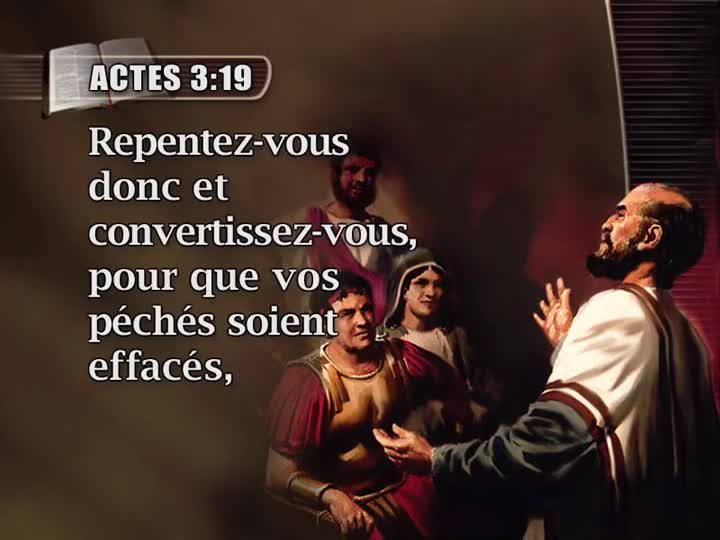 ACTES 3:19
Repentez-vous
donc et
convertissez-vous,
pour que vos
péchés soient
effacés,